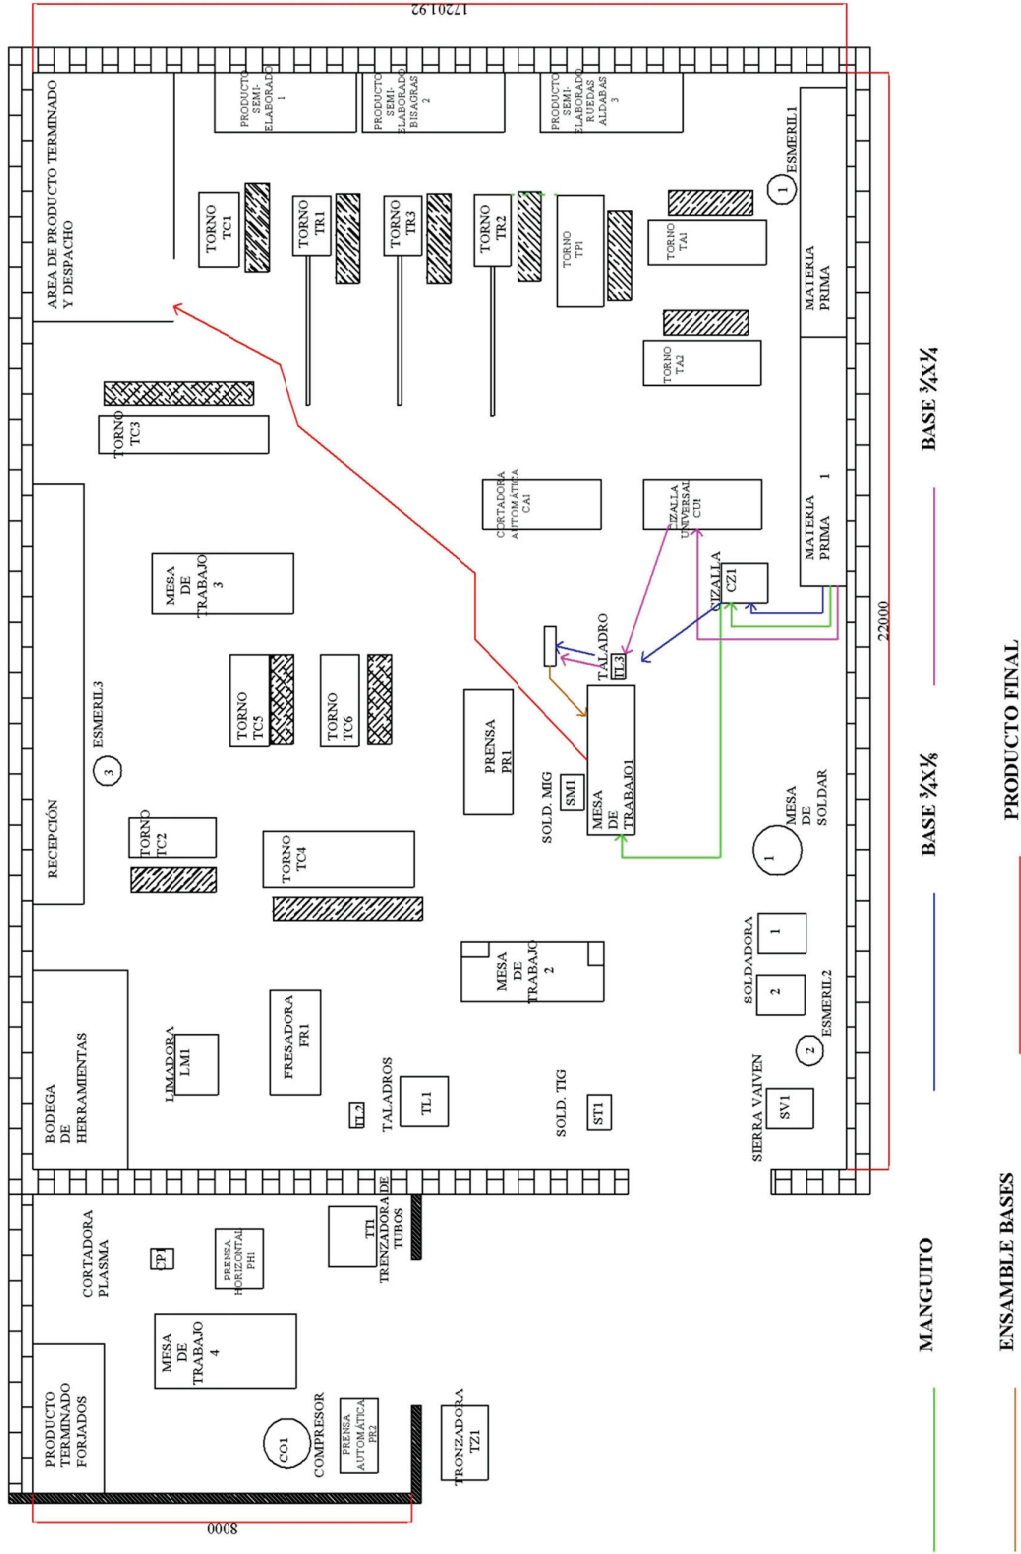 17201.92
AREA DE PRODUCTO TERMINADO
Y DESPACHO
PRODUCTO
SEMI-
ELABORADO
1
PRODUCTO
SEMI-
ELABORADO
BISAGRAS
2
PRODUCTO
SEMI-
ELABORADO
RUEDAS
ALDABAS
3
TORNO
TC1
TORNO
TR1
TORNO
TR3
TORNO
TR2
TORNO
TP1
TORNO
TA1
1
ESMERIL1
MATERIA
PRIMA
TORNO
TA2
TORNO
TC3
RECEPCIÓN
MESA
DE
TRABAJO
3
CORTADORA
AUTOMÁTICA
CA1
CIZALLA
UNIVERSAL
CU1
MATERIA
PRIMA
1
CIZALLA
CZ1
22000
TALADRO
TL3
TORNO
TC5
TORNO
TC6
ESMERIL3
3
PRENSA
PR1
SOLD. MIG
SM1
MESA
DE
TRABAJO1
MESA
DE
SOLDAR
1
TORNO
TC2
TORNO
TC4
MESA
DE
TRABAJO
2
SOLDADORA
1
2
ESMERIL2
2
BODEGA
DE
HERRAMIENTAS
LIMADORA
LM1
FRESADORA
FR1
TL2
TALADROS
TL1
SOLD. TIG
ST1
SIERRA VAIVEN
SV1
CORTADORA
PLASMA
CP1
PRENSA
HORIZONTAL
PH1
TT1
TRENZADORA DE
TUBOS
PRODUCTO
TERMINADO
FORJADOS
MESA
DE
TRABAJO
4
CO1
COMPRESOR
PRENSA
AUTOMÁTICA
PR2
TRONZADORA
TZ1
8000
MANGUITO
BASE ¾X⅛
BASE ¾X¼
ENSAMBLE BASES
PRODUCTO FINAL